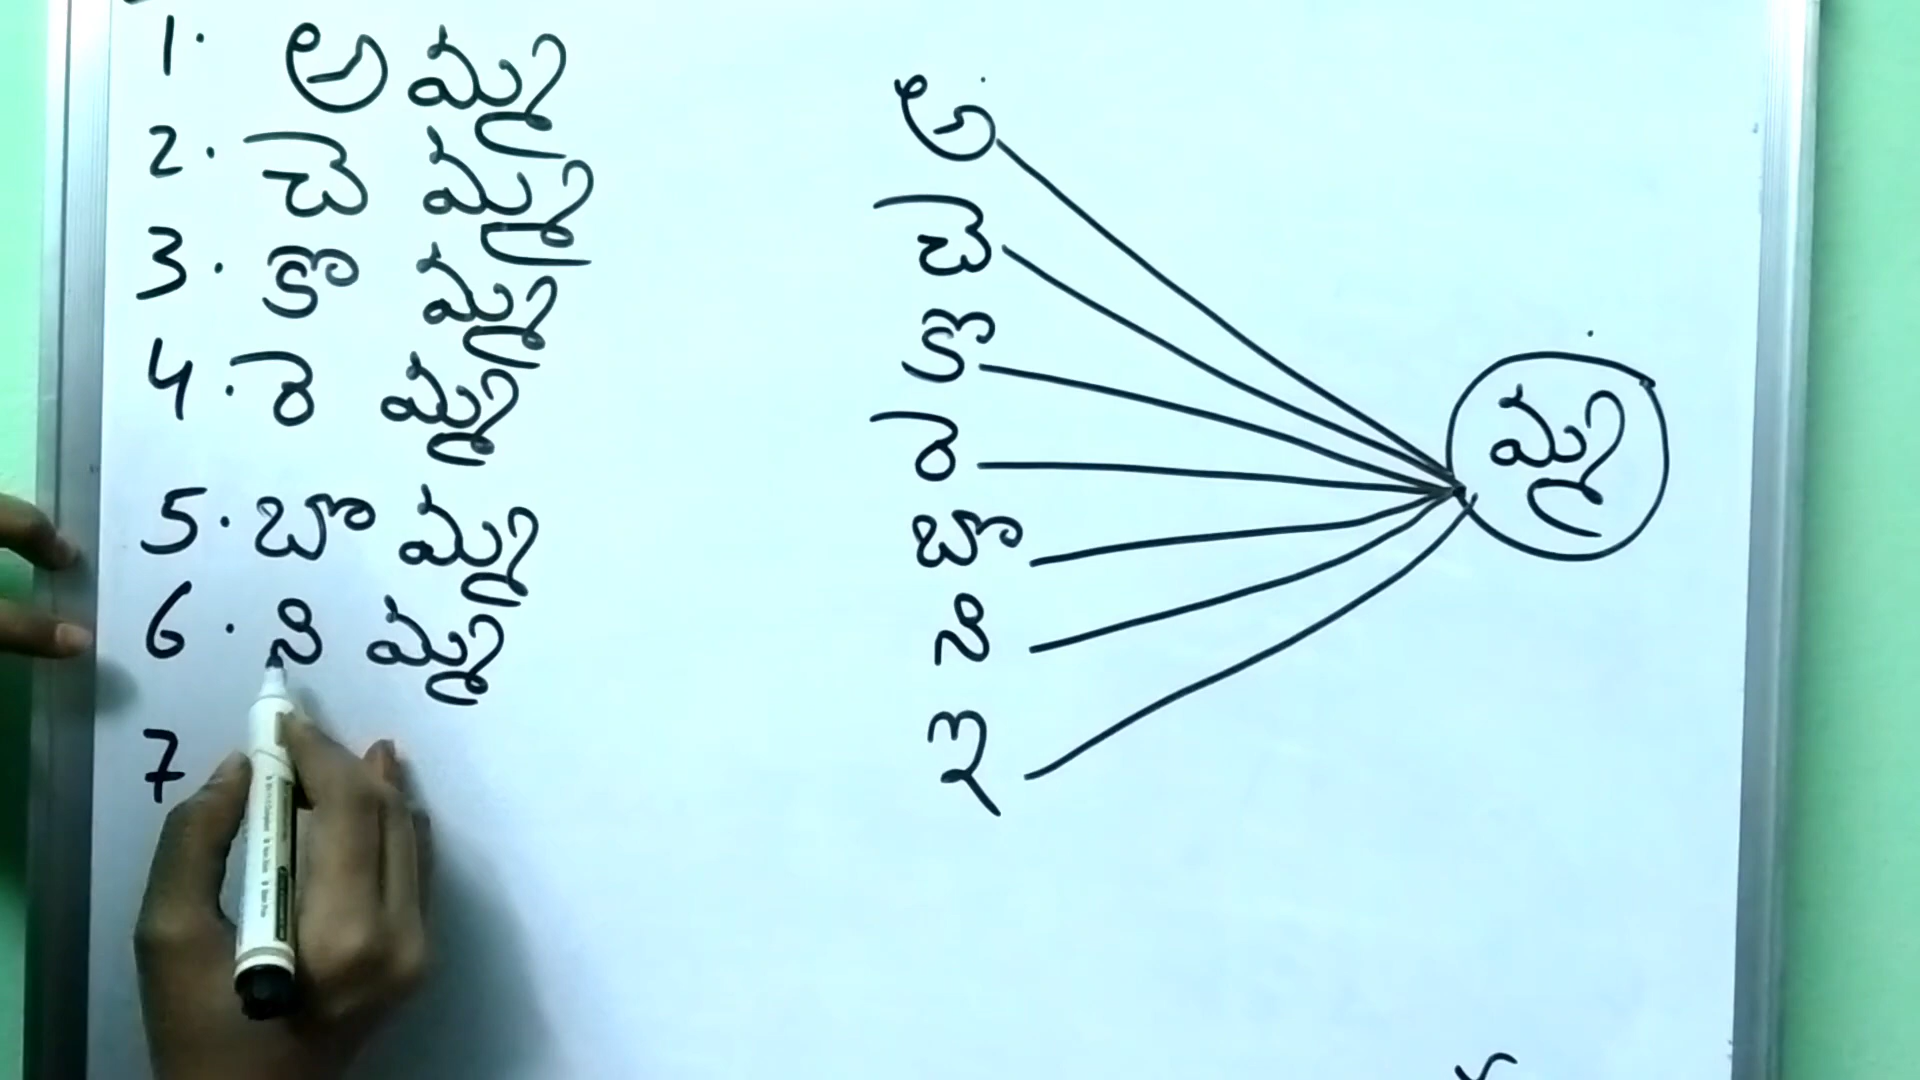 1. అమ్మ
2. చెమ్మ
3. కొమ్మ
4. రెమ్మ
5. బొమ్మ
6. నిమ్మ
7
అ
చె
కొ
రె
బొ
ని
మ్మ